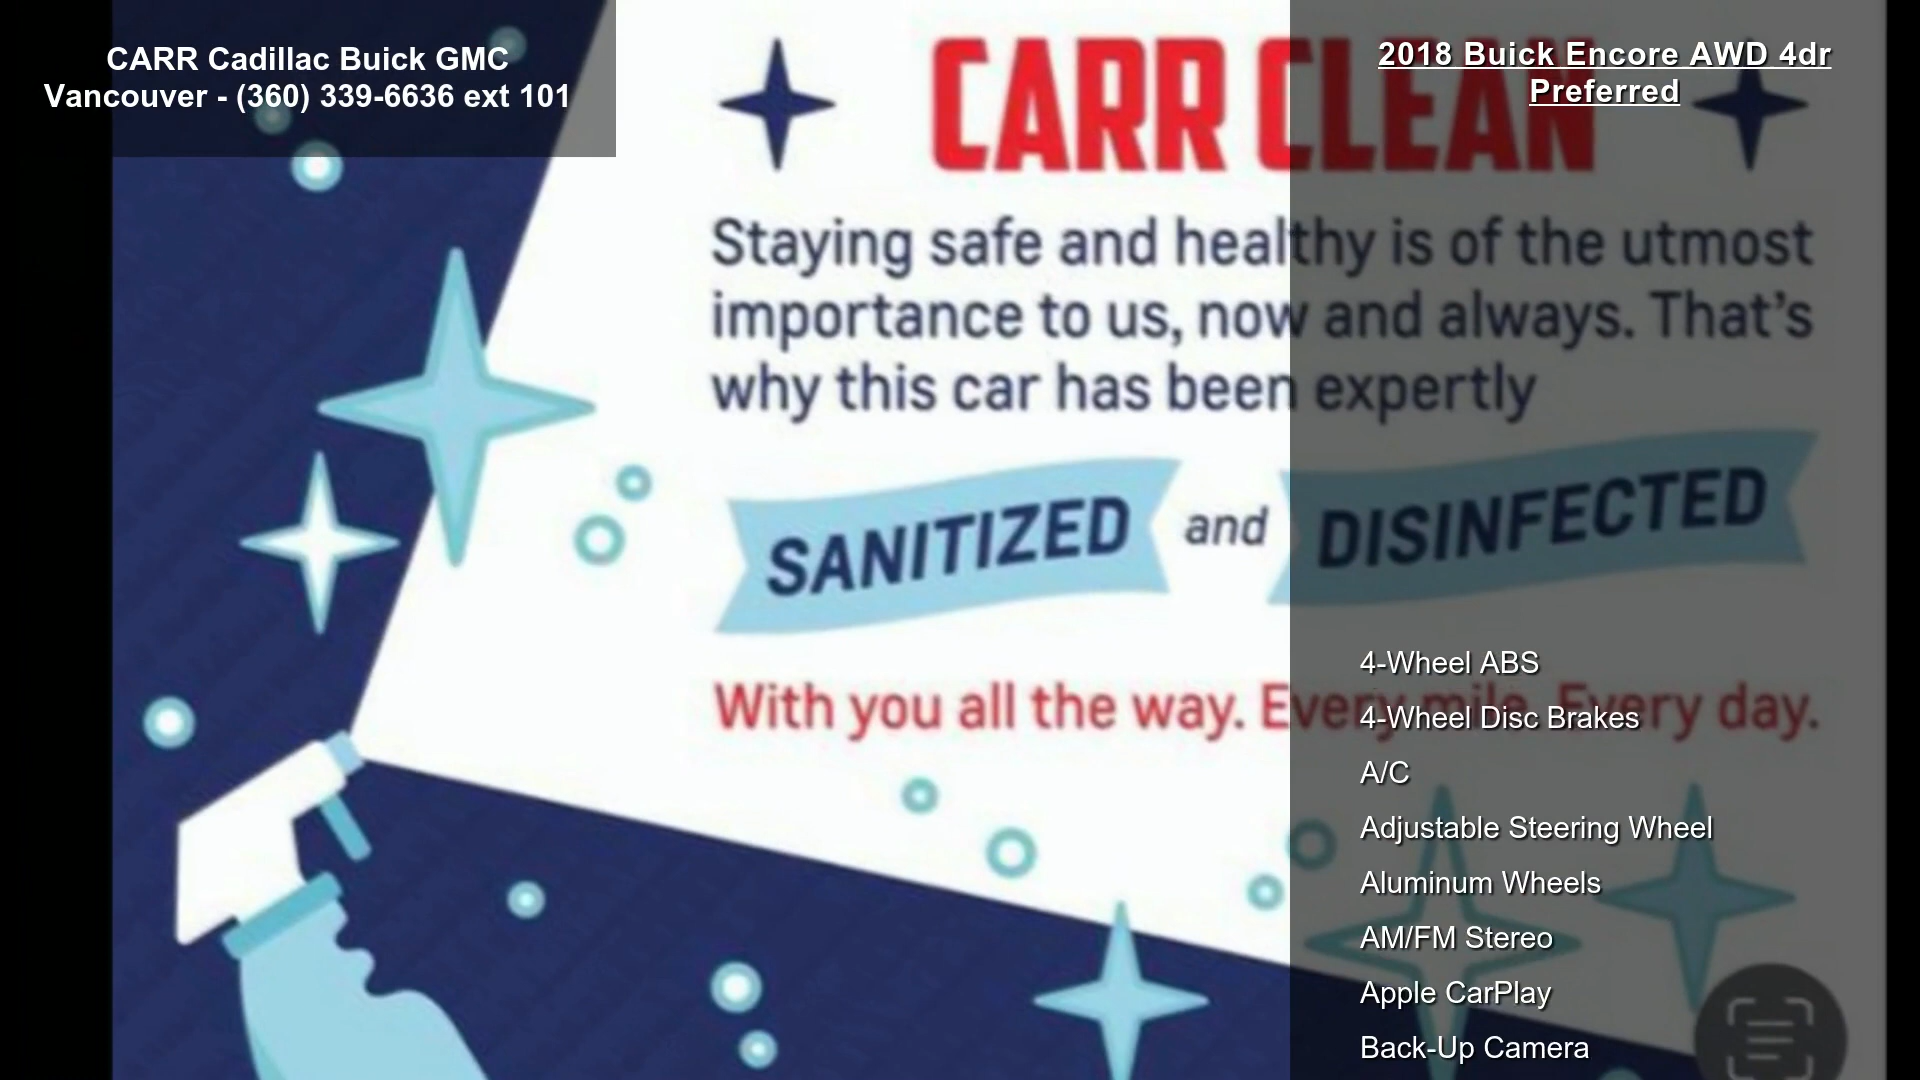 CARR Cadillac Buick GMC
Vancouver - (360) 339-6636 ext 101
2018 Buick Encore AWD 4dr
Preferred
CARR CLEAN
Staying safe and healthy is of the utmost
importance to us, now and always. That's
why this car has been expertly
SANITIZED and DISINFECTED
With you all the way. Every mile. Every day.
4-Wheel ABS
4-Wheel Disc Brakes
A/C
Adjustable Steering Wheel
Aluminum Wheels
AM/FM Stereo
Apple CarPlay
Back-Up Camera